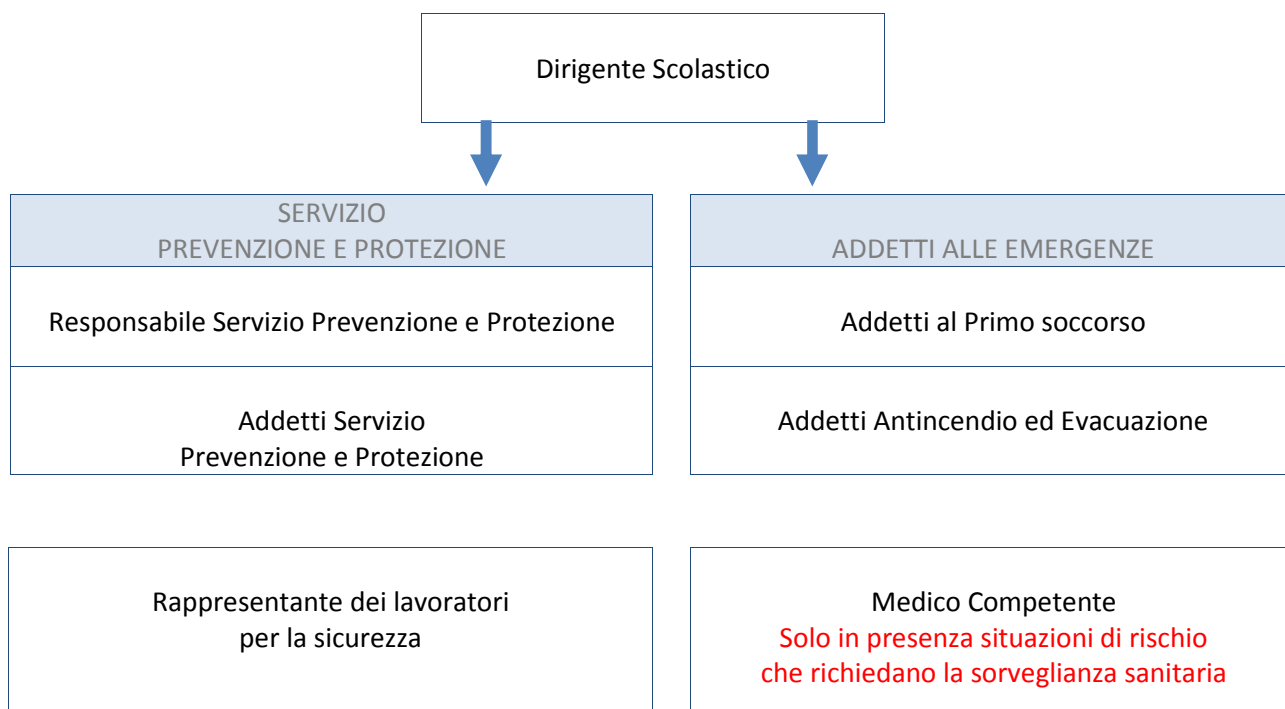 Dirigente Scolastico
SERVIZIO
PREVENZIONE E PROTEZIONE
Responsabile Servizio Prevenzione e Protezione
Addetti Servizio
Prevenzione e Protezione
ADDETTI ALLE EMERGENZE
Addetti al Primo soccorso
Addetti Antincendio ed Evacuazione
Rappresentante dei lavoratori
per la sicurezza
Medico Competente
Solo in presenza situazioni di rischio
che richiedano la sorveglianza sanitaria